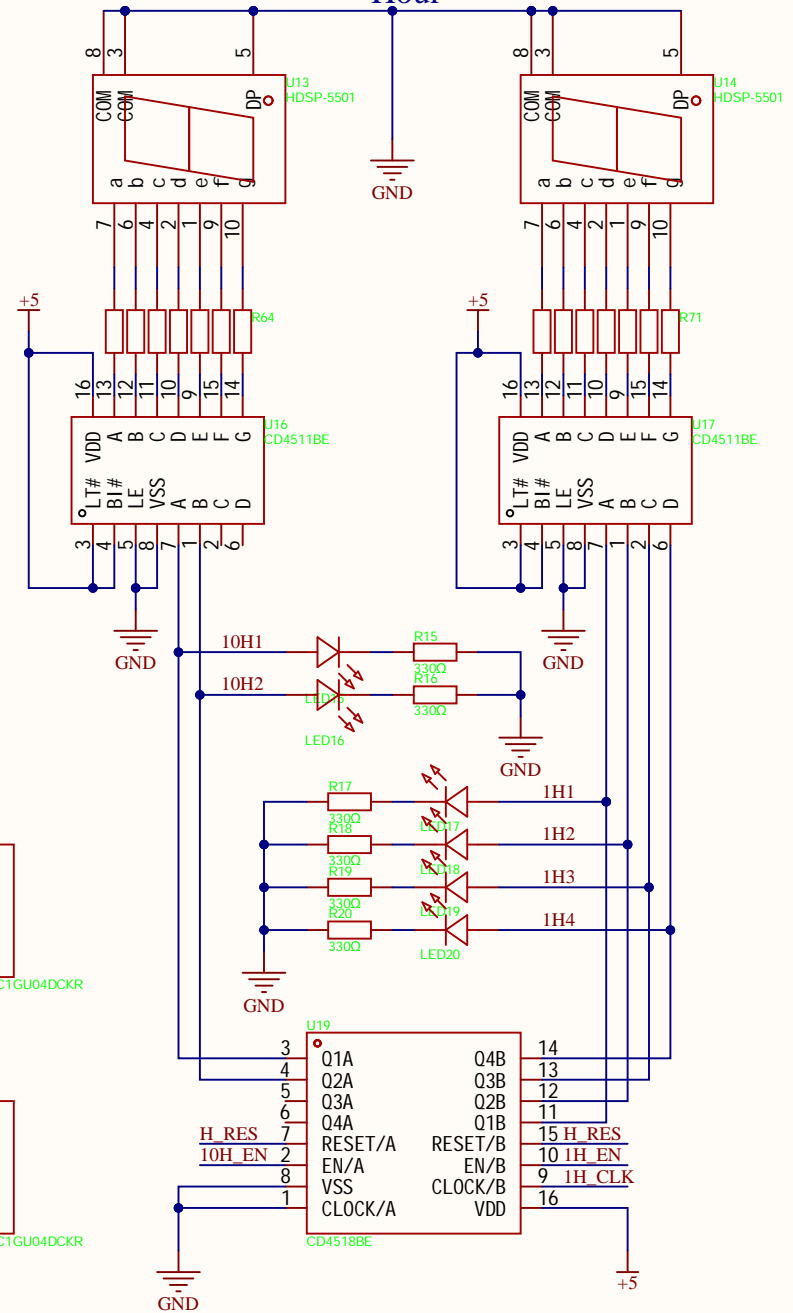 Hour
8
3
5
8
3
5
COM
COM
DP
U13
HDSP-5501
COM
COM
DP
U14
HDSP-5501
a
b
c
d
e
f
g
a
b
c
d
e
f
g
GND
7
6
4
2
1
9
10
7
6
4
2
1
9
10
+5
R64
+5
R71
16
13
12
11
10
9
15
14
16
13
12
11
10
9
15
14
U16
CD4511BE
U17
CD4511BE
VDD
A
B
C
D
E
F
G
VDD
A
B
C
D
E
F
G
LT#
BI#
LE
VSS
A
B
C
D
LT#
BI#
LE
VSS
A
B
C
D
3
4
5
8
7
1
2
6
3
4
5
8
7
1
2
6
GND
GND
10H1
R15
330Ω
10H2
LED15
R16
330Ω
LED16
GND
R17
330Ω
LED17
1H1
R18
330Ω
LED18
1H2
R19
330Ω
LED19
1H3
R20
330Ω
LED20
1H4
GND
C1GU04DCKR
U19
3 Q1A Q4B 14
4 Q2A Q3B 13
5 Q3A Q2B 12
6 Q4A Q1B 11
H_RES 7 RESET/A RESET/B 15 H_RES
10H_EN 2 EN/A EN/B 10 1H_EN
8 VSS CLOCK/B 9 1H_CLK
1 CLOCK/A VDD 16
C1GU04DCKR
CD4518BE
GND
+5